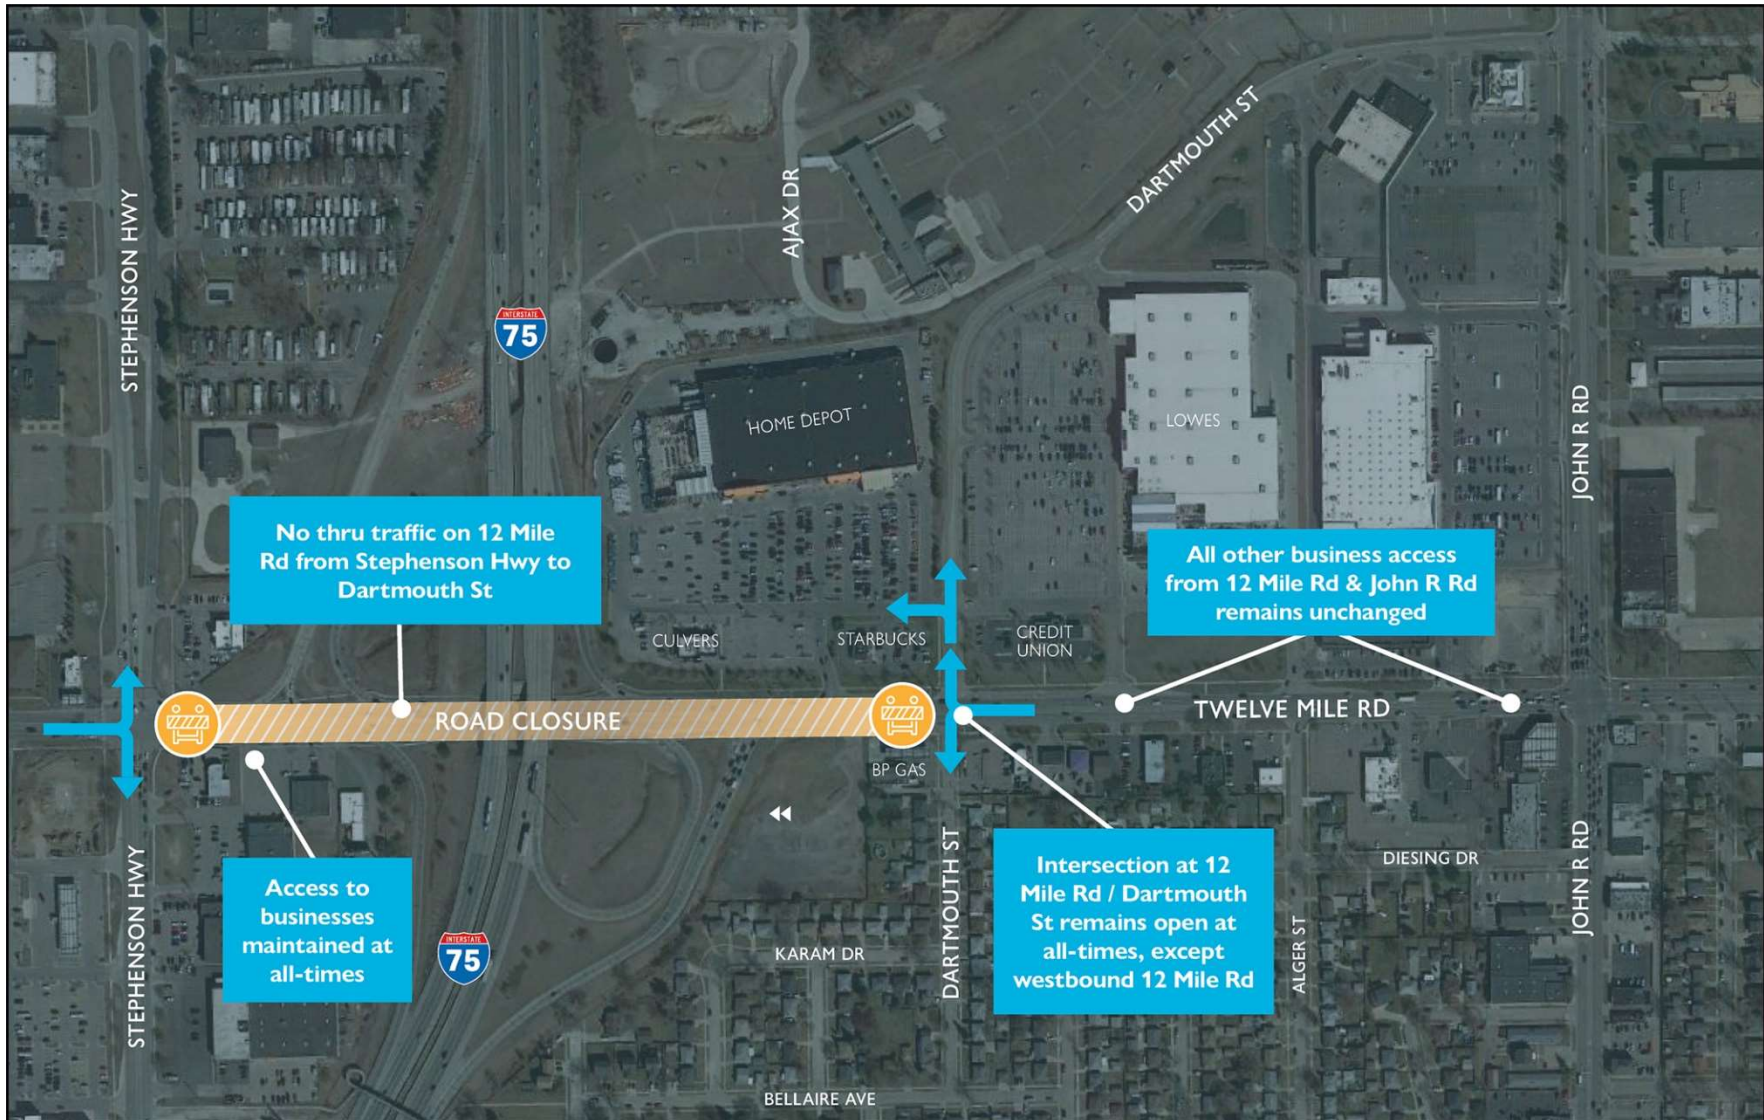 STEPHENSON HWY
AJAX DR
DARTMOUTH ST
INTERSTATE
75
HOME DEPOT
LOWES
JOHN R RD
No thru traffic on 12 Mile
Rd from Stephenson Hwy to
Dartmouth St
All other business access
from 12 Mile Rd & John R Rd
remains unchanged
CULVERS
STARBUCKS
CREDIT
UNION
ROAD CLOSURE
TWELVE MILE RD
BP GAS
Access to
businesses
maintained at
all-times
Intersection at 12
Mile Rd / Dartmouth
St remains open at
all-times, except
westbound 12 Mile Rd
STEPHENSON HWY
INTERSTATE
75
KARAM DR
DARTMOUTH ST
ALGER ST
DIESING DR
JOHN R RD
BELLAIRE AVE